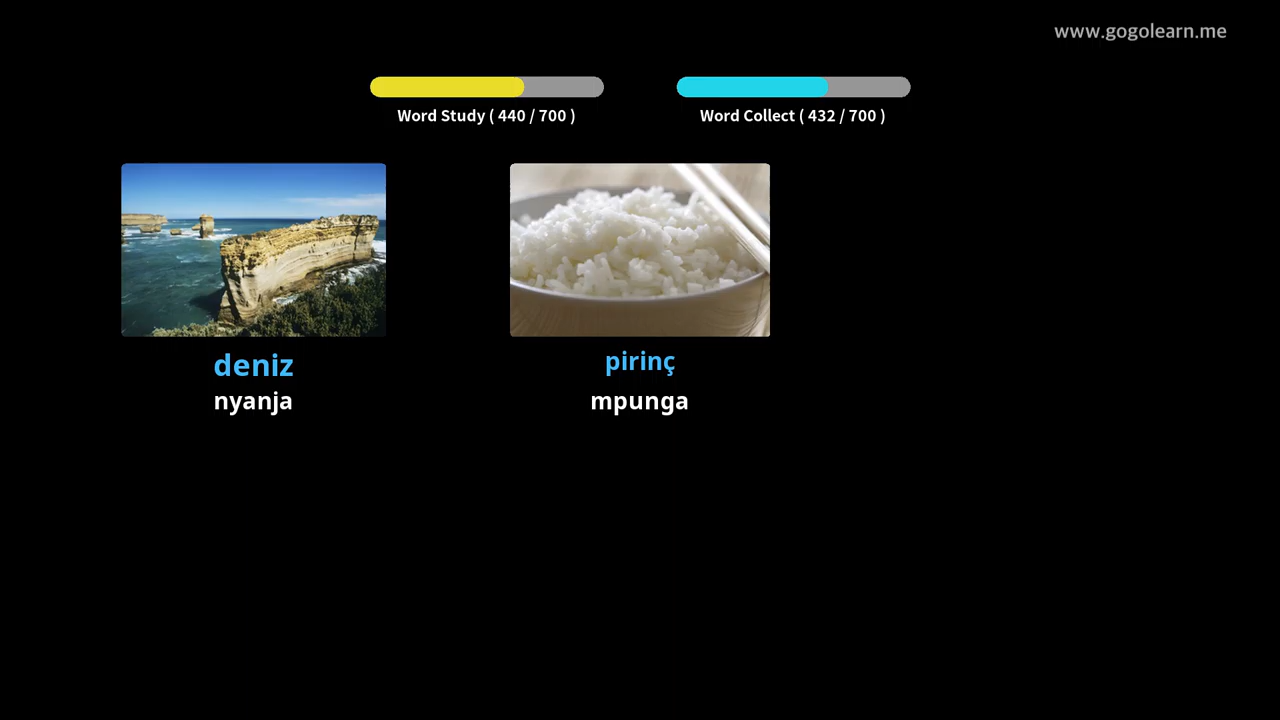 www.gogolearn.me
Word Study ( 440 / 700 )
Word Collect ( 432 / 700 )
deniz
nyanja
pirinç
mpunga